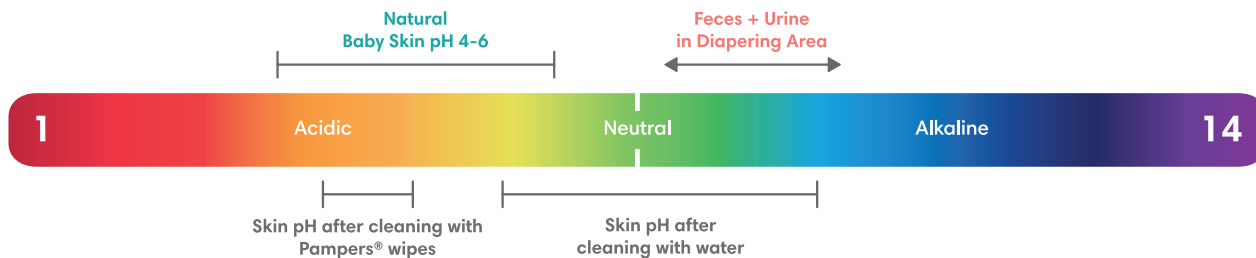 Natural
Baby Skin pH 4-6
Feces + Urine
in Diapering Area
1
Acidic
Neutral
Alkaline
14
Skin pH after cleaning with
Pampers® wipes
Skin pH after
cleaning with water